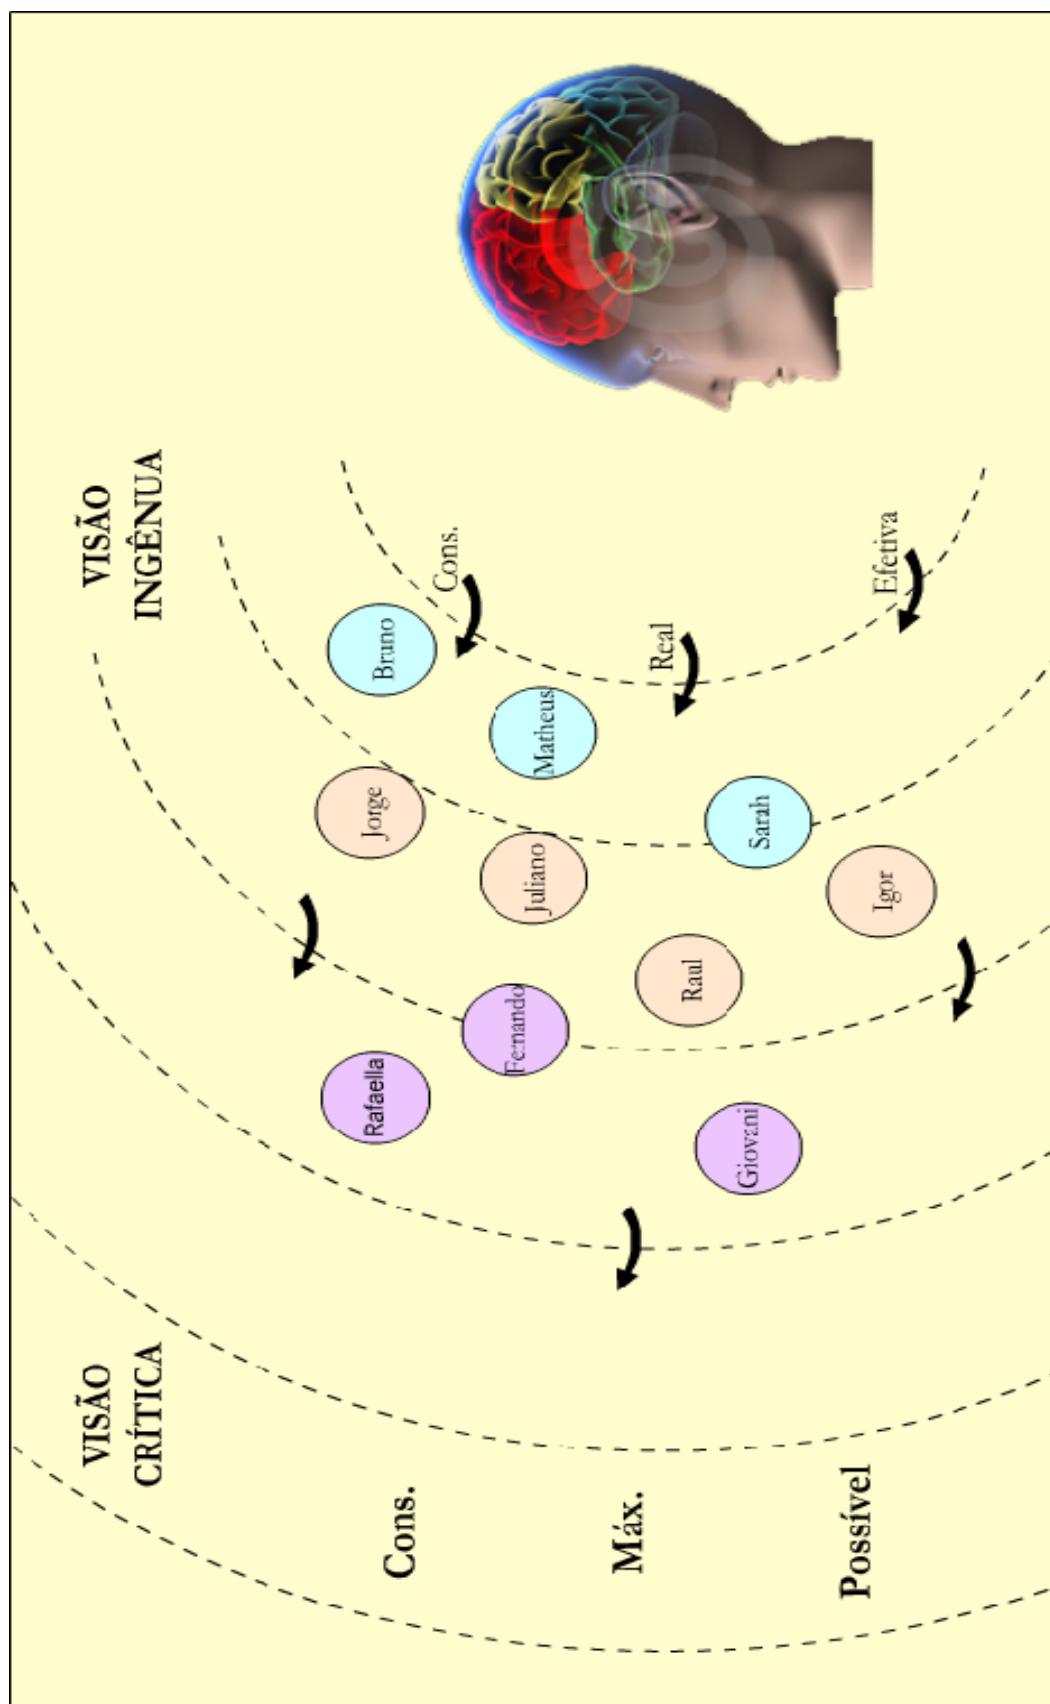 VISÃO
CRÍTICA
VISÃO
INGÊNUA
Cons.
Rafaella
Jorge
Bruno
Cons.
Fernando
Juliano
Matheus
Máx.
Raul
Real
Giovani
Sarah
Possível
Igor
Efetiva